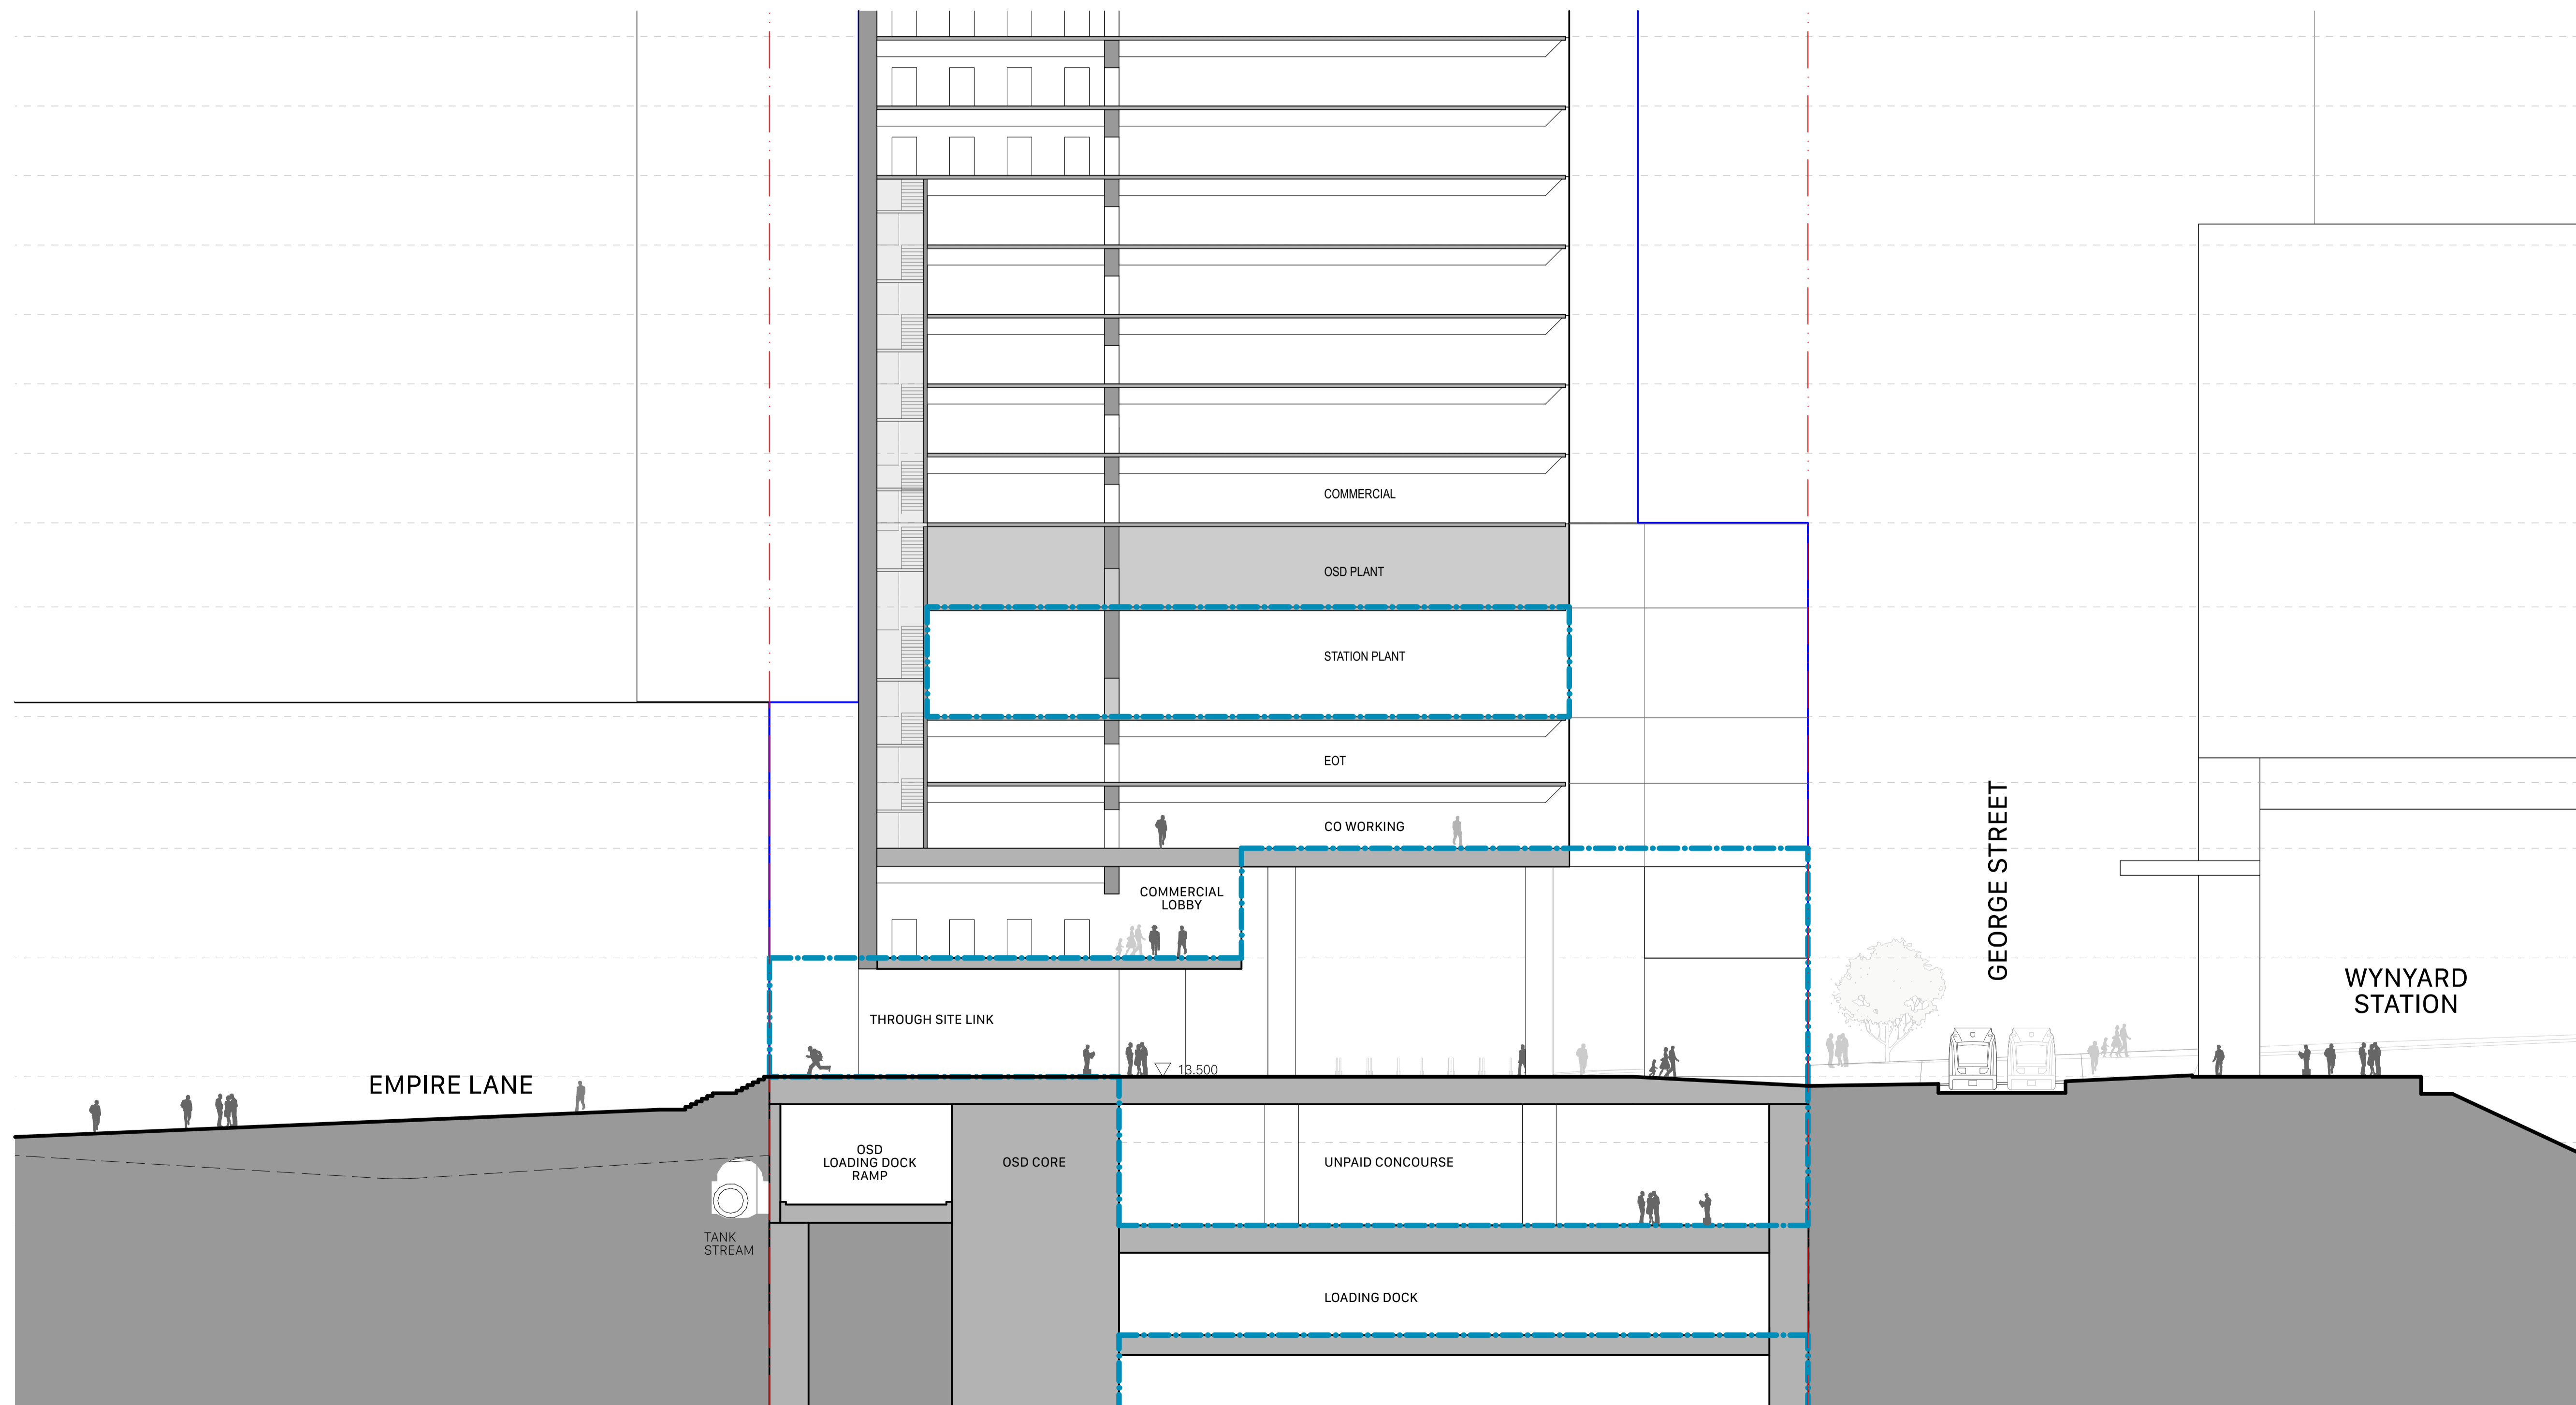 COMMERCIAL
OSD PLANT
STATION PLANT
EOT
CO WORKING
COMMERCIAL
LOBBY
GEORGE STREET
WYNYARD
STATION
THROUGH SITE LINK
13.500
EMPIRE LANE
OSD
LOADING DOCK
RAMP
OSD CORE
UNPAID CONCOURSE
TANK
STREAM
LOADING DOCK